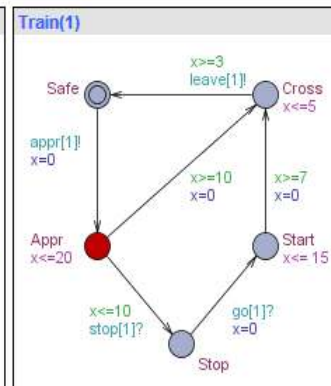 Train(1)
x>=3
leave[1]!
Safe
Cross
x<=5
appr[1]!
x=0
x>=10
x=0
x>=7
x=0
Appr
x<=20
Start
x<= 15
x<=10
stop[1]?
go[1]?
x=0
Stop